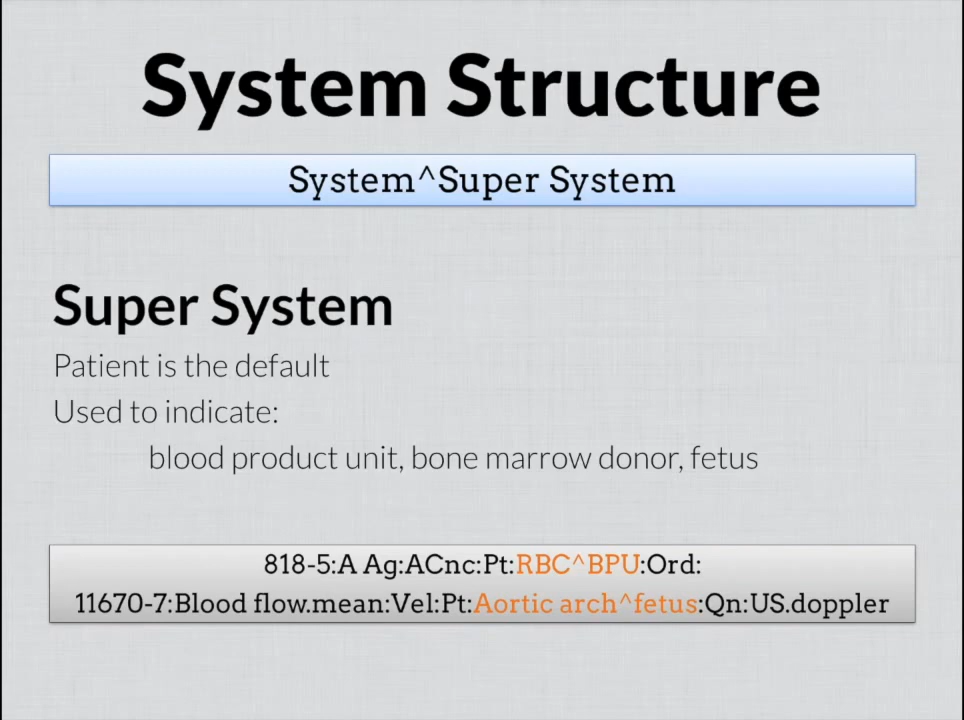 System Structure
System^Super System
Super System
Patient is the default
Used to indicate:
blood product unit, bone marrow donor, fetus
818-5:A Ag:ACnc:Pt:RBC^BPU:Ord:
11670-7:Blood flow.mean:Vel:Pt:Aortic arch^fetus:Qn:US.doppler